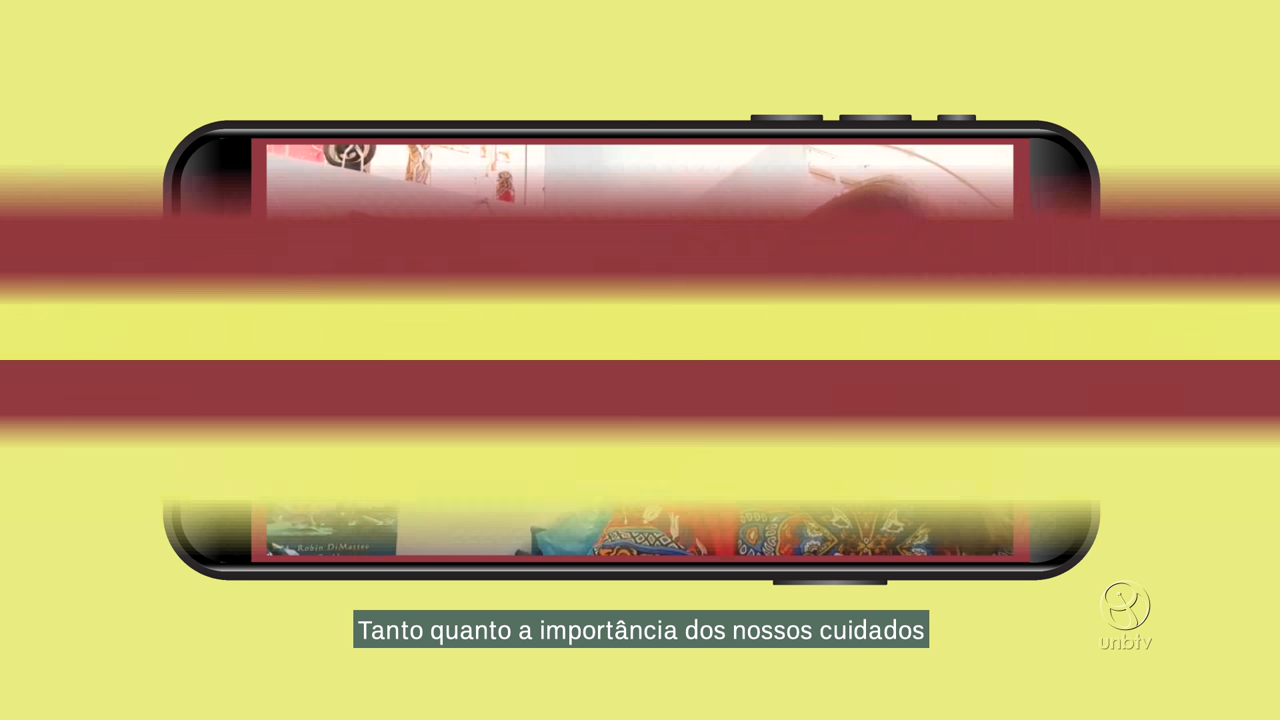 Robin DiMatteo
Tanto quanto a importância dos nossos cuidados
unbtv